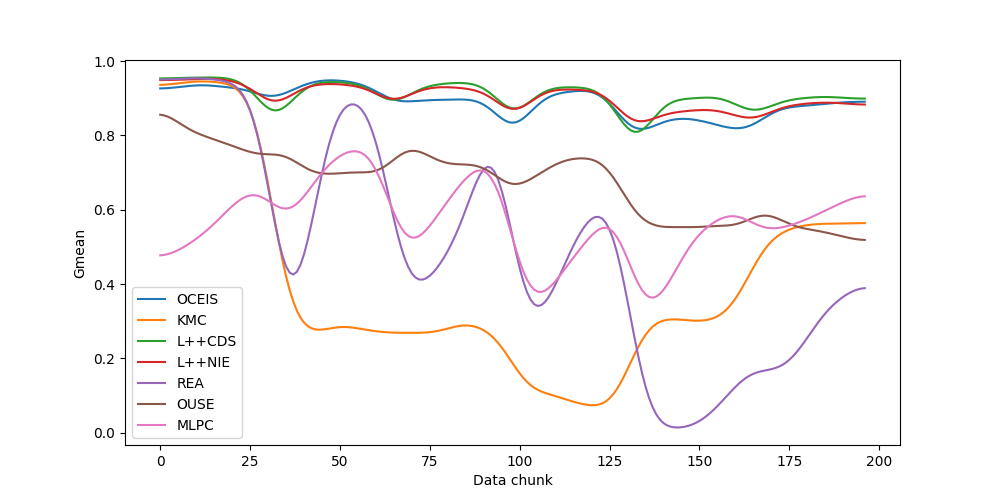 1.0
0.8
0.6
0.4
0.2
0.0
Gmean
OCEIS
KMC
L++CDS
L++NIE
REA
OUSE
MLPC
0 25 50 75 100 125 150 175 200
Data chunk